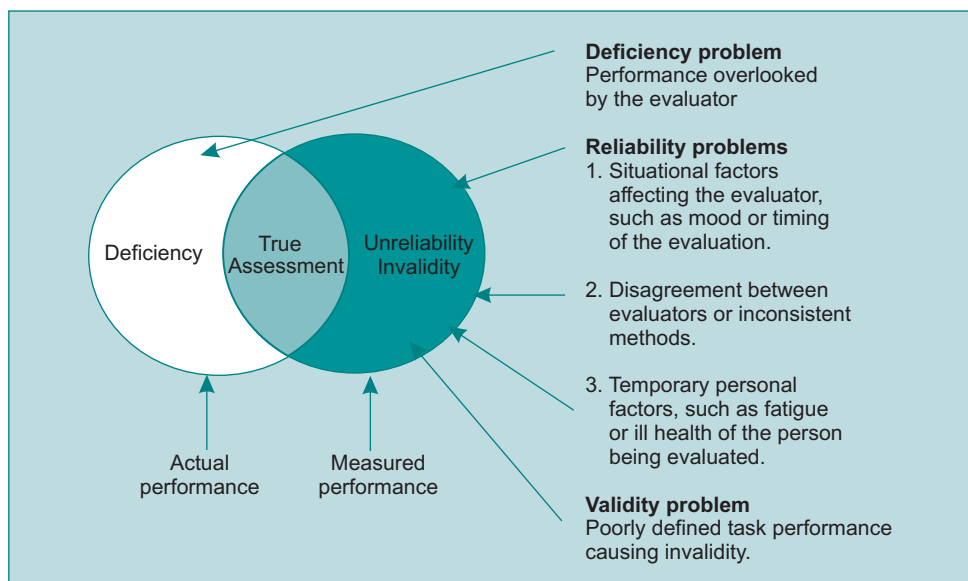 Deficiency problem
Performance overlooked
by the evaluator
Reliability problems
1. Situational factors
affecting the evaluator,
such as mood or timing
of the evaluation.
2. Disagreement between
evaluators or inconsistent
methods.
3. Temporary personal
factors, such as fatigue
or ill health of the person
being evaluated.
Validity problem
Poorly defined task performance
causing invalidity.
Deficiency
True
Assessment
Unreliability
Invalidity
Actual
performance
Measured
performance